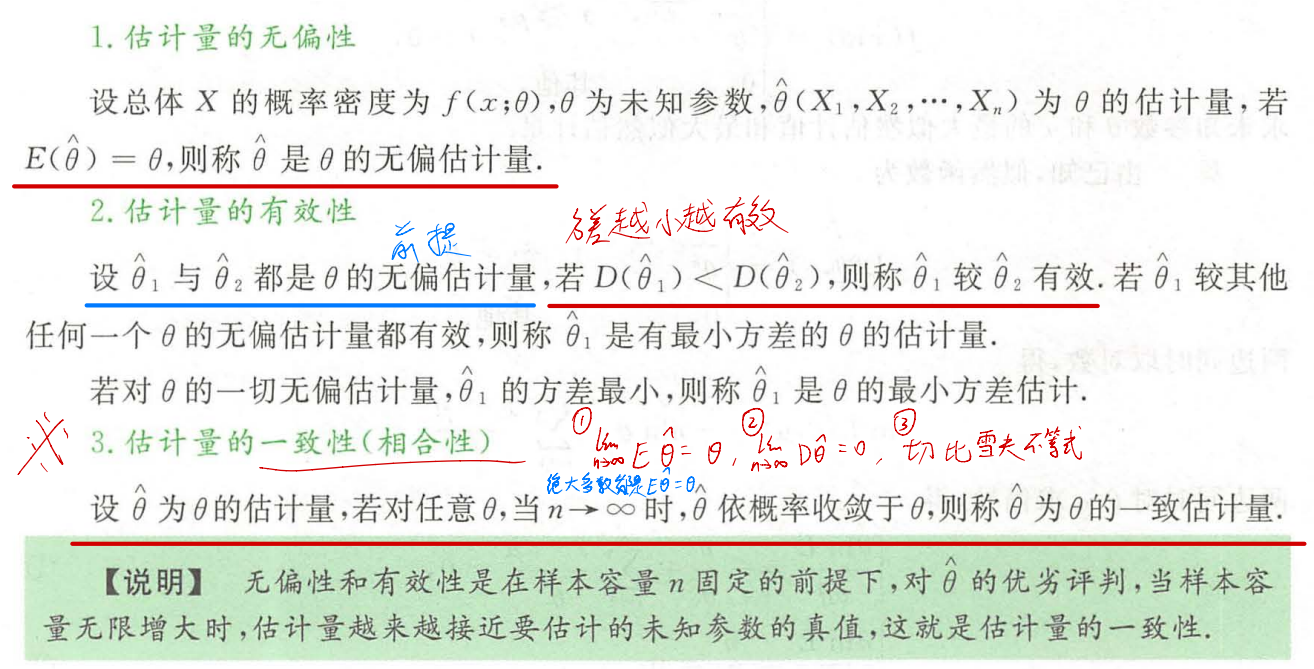 1. 估计量的无偏性
设总体 X 的概率密度为 f(x;θ),θ 为未知参数,θ̂(X₁,X₂,…,Xₙ) 为 θ 的估计量,若
E(θ̂) = θ,则称 θ̂ 是 θ 的无偏估计量.
2. 估计量的有效性
前提
差越小越有效
设 θ̂₁ 与 θ̂₂ 都是 θ 的无偏估计量,若 D(θ̂₁) < D(θ̂₂),则称 θ̂₁ 较 θ̂₂ 有效. 若 θ̂₁ 较其他
任何一个 θ 的无偏估计量都有效,则称 θ̂₁ 是有最小方差的 θ 的估计量.
若对 θ 的一切无偏估计量,θ̂₁ 的方差最小,则称 θ̂₁ 是 θ 的最小方差估计.
3. 估计量的一致性(相合性)
① lim n→∞ Eθ̂ = θ, ② lim n→∞ Dθ̂ = 0, ③ 切比雪夫不等式
绝大多数都是Eθ̂=θ
设 θ̂ 为θ的估计量,若对任意θ,当 n→∞ 时,θ̂ 依概率收敛于θ,则称 θ̂ 为θ的一致估计量.
【说明】 无偏性和有效性是在样本容量 n 固定的前提下,对 θ̂ 的优劣评判,当样本容
量无限增大时,估计量越来越接近要估计的未知参数的真值,这就是估计量的一致性.